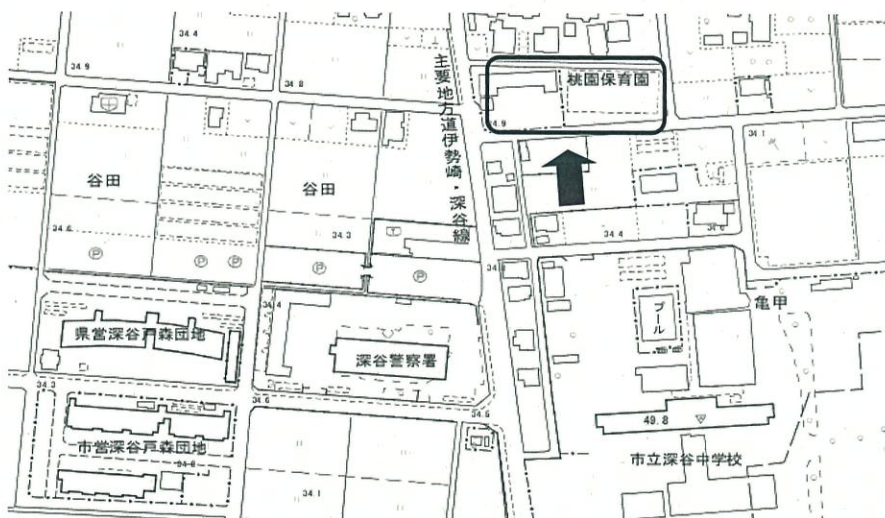 34.4
34.9
34.8
主要地方道伊勢崎・深谷線
桃園保育園
34.9
34.1
谷田
谷田
34.6
34.3
34.4
P
P
P
P
P
34.4
県営深谷戸森団地
深谷警察署
プール
亀甲
34.3
34.6
34.5
49.8
市営深谷戸森団地
市立深谷中学校
34.1